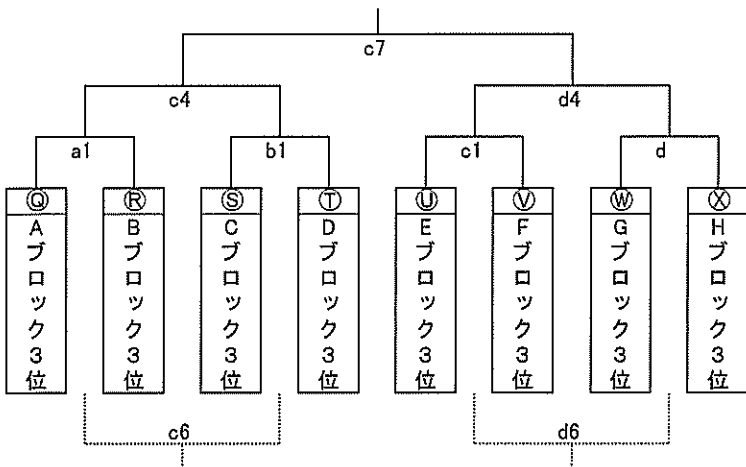 c7
c4
d4
a1
b1
c1
d
Ⓠ
Ⓡ
Ⓢ
Ⓣ
Ⓤ
Ⓥ
Ⓦ
Ⓧ
Aブロック3位
Bブロック3位
Cブロック3位
Dブロック3位
Eブロック3位
Fブロック3位
Gブロック3位
Hブロック3位
c6
d6